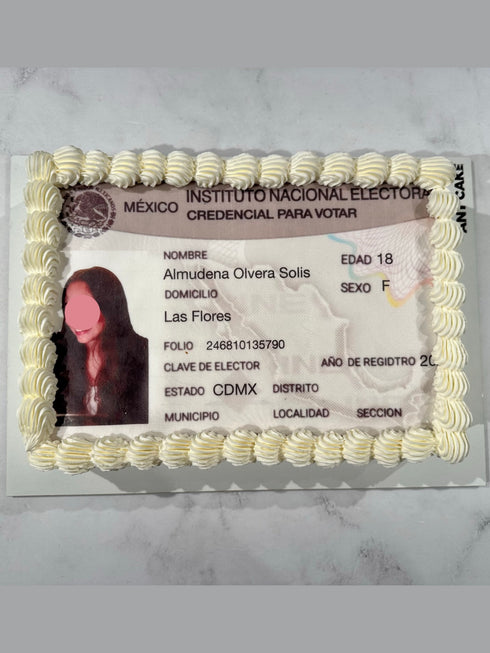 MÉXICO
INSTITUTO NACIONAL ELECTORA
CREDENCIAL PARA VOTAR
NOMBRE
Almudena Olvera Solis
EDAD 18
DOMICILIO
SEXO F
Las Flores
FOLIO 246810135790
CLAVE DE ELECTOR
AÑO DE REGIDTRO 20
ESTADO CDMX DISTRITO
MUNICIPIO LOCALIDAD SECCION
CAKE